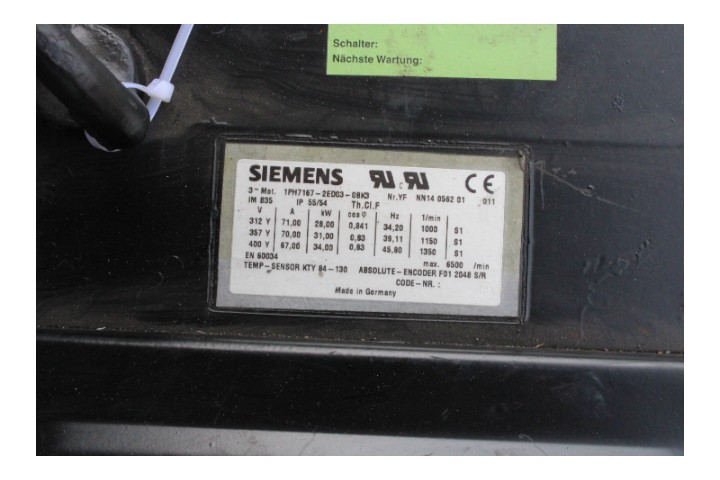 Schalter:
Nächste Wartung:
SIEMENS
3~Mot. 1PH7167-2ED03-0BK3 Nr.YF NN14 0562 01 011
IM B35 IP 55/54 Th.Cl.F
V A kW cosφ Hz 1/min
312 Y 71,00 28,00 0,841 34,20 1000 S1
357 Y 70,00 31,00 0,83 39,11 1150 S1
400 Y 67,00 34,00 0,83 45,80 1350 S1
EN 60034 max. 6500 /min
TEMP-SENSOR KTY 84-130 ABSOLUTE-ENCODER F01 2048 S/R
CODE-NR.:
Made in Germany